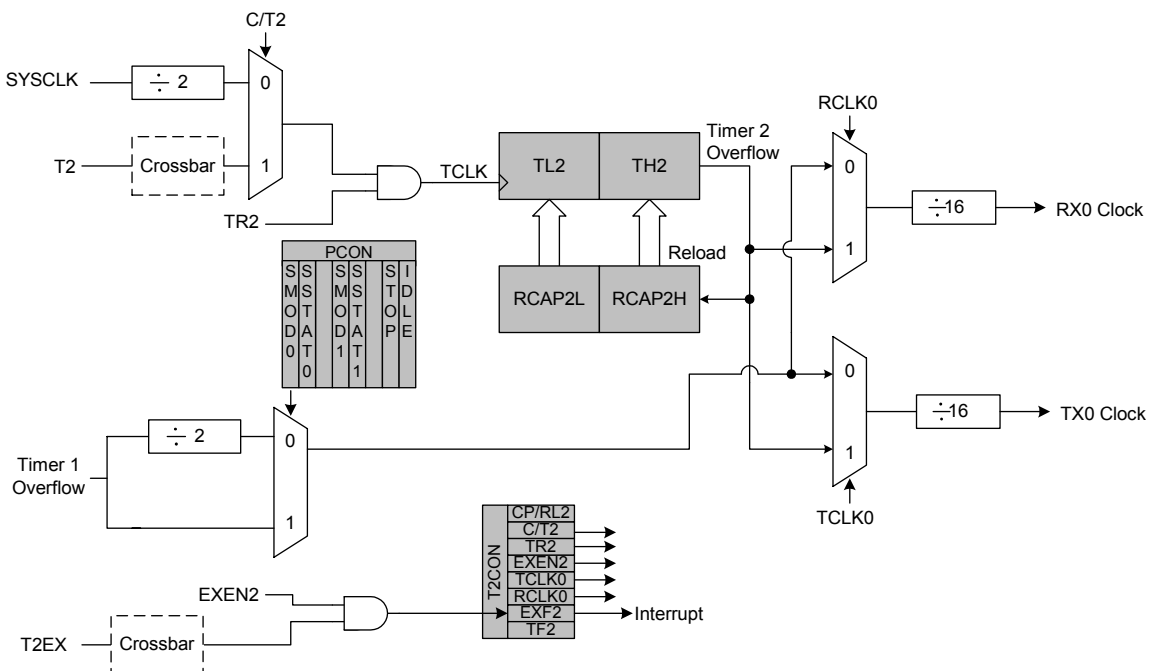 C/T2
SYSCLK
÷ 2
0
T2
Crossbar
1
TR2
TCLK
TL2
TH2
Timer 2
Overflow
RCLK0
0
1
÷16
RX0 Clock
Reload
RCAP2L
RCAP2H
PCON
SMOD0
SSTAT0
SMOD1
SSTAT1
STOP
IDLE
0
1
÷16
TX0 Clock
TCLK0
Timer 1
Overflow
÷ 2
0
1
T2CON
CP/RL2
C/T2
TR2
EXEN2
TCLK0
RCLK0
EXF2
TF2
Interrupt
EXEN2
T2EX
Crossbar